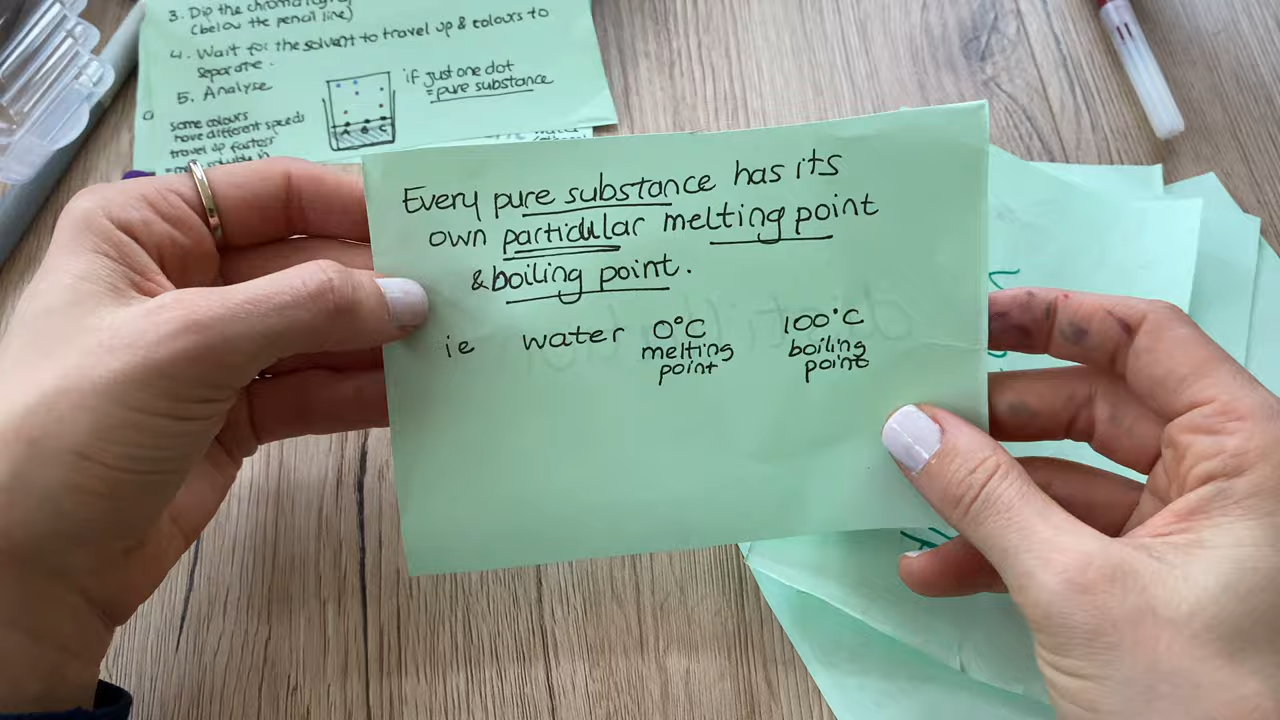 3. Dip the
(below the pencil line)
4. Wait for the solvent to travel up & colours to
separate.
5. Analyse
if just one dot
= pure substance
Some colours
have different speeds
travel up faster
Every pure substance has its
own particular melting point
& boiling point.
ie water 0°C 100°C
melting boiling
point point